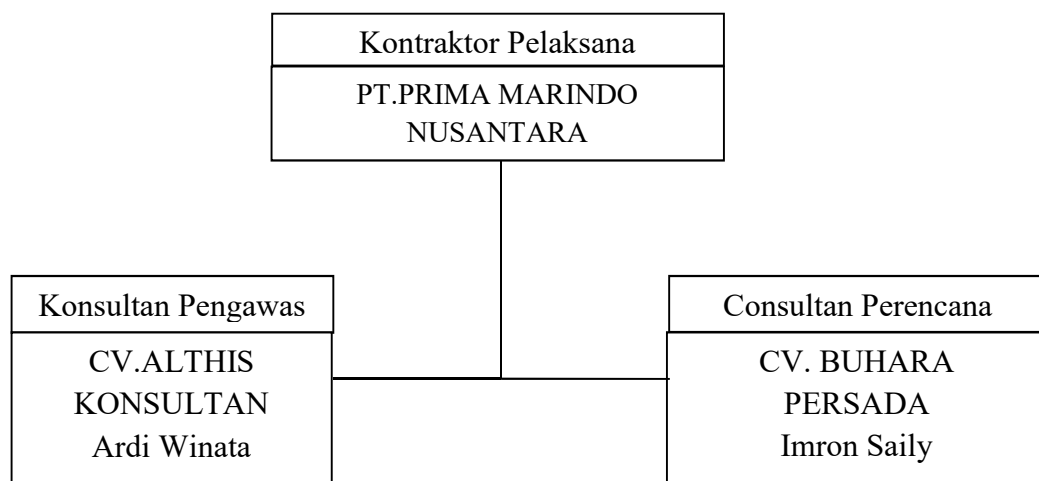 Kontraktor Pelaksana
PT.PRIMA MARINDO
NUSANTARA
Konsultan Pengawas
CV.ALTHIS
KONSULTAN
Ardi Winata
Consultan Perencana
CV. BUHARA
PERSADA
Imron Saily